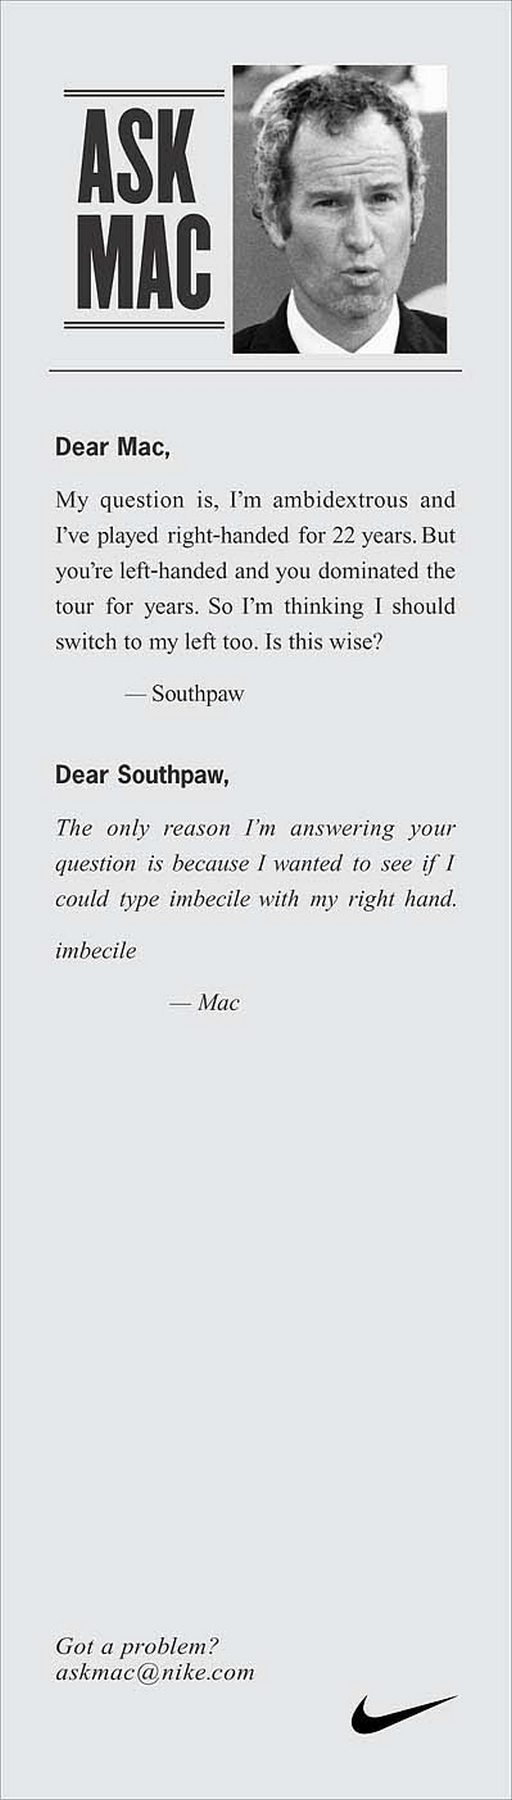 ASK
MAC
Dear Mac,
My question is, I'm ambidextrous and
I've played right-handed for 22 years. But
you're left-handed and you dominated the
tour for years. So I'm thinking I should
switch to my left too. Is this wise?
— Southpaw
Dear Southpaw,
The only reason I'm answering your
question is because I wanted to see if I
could type imbecile with my right hand.
imbecile
— Mac
Got a problem?
askmac@nike.com